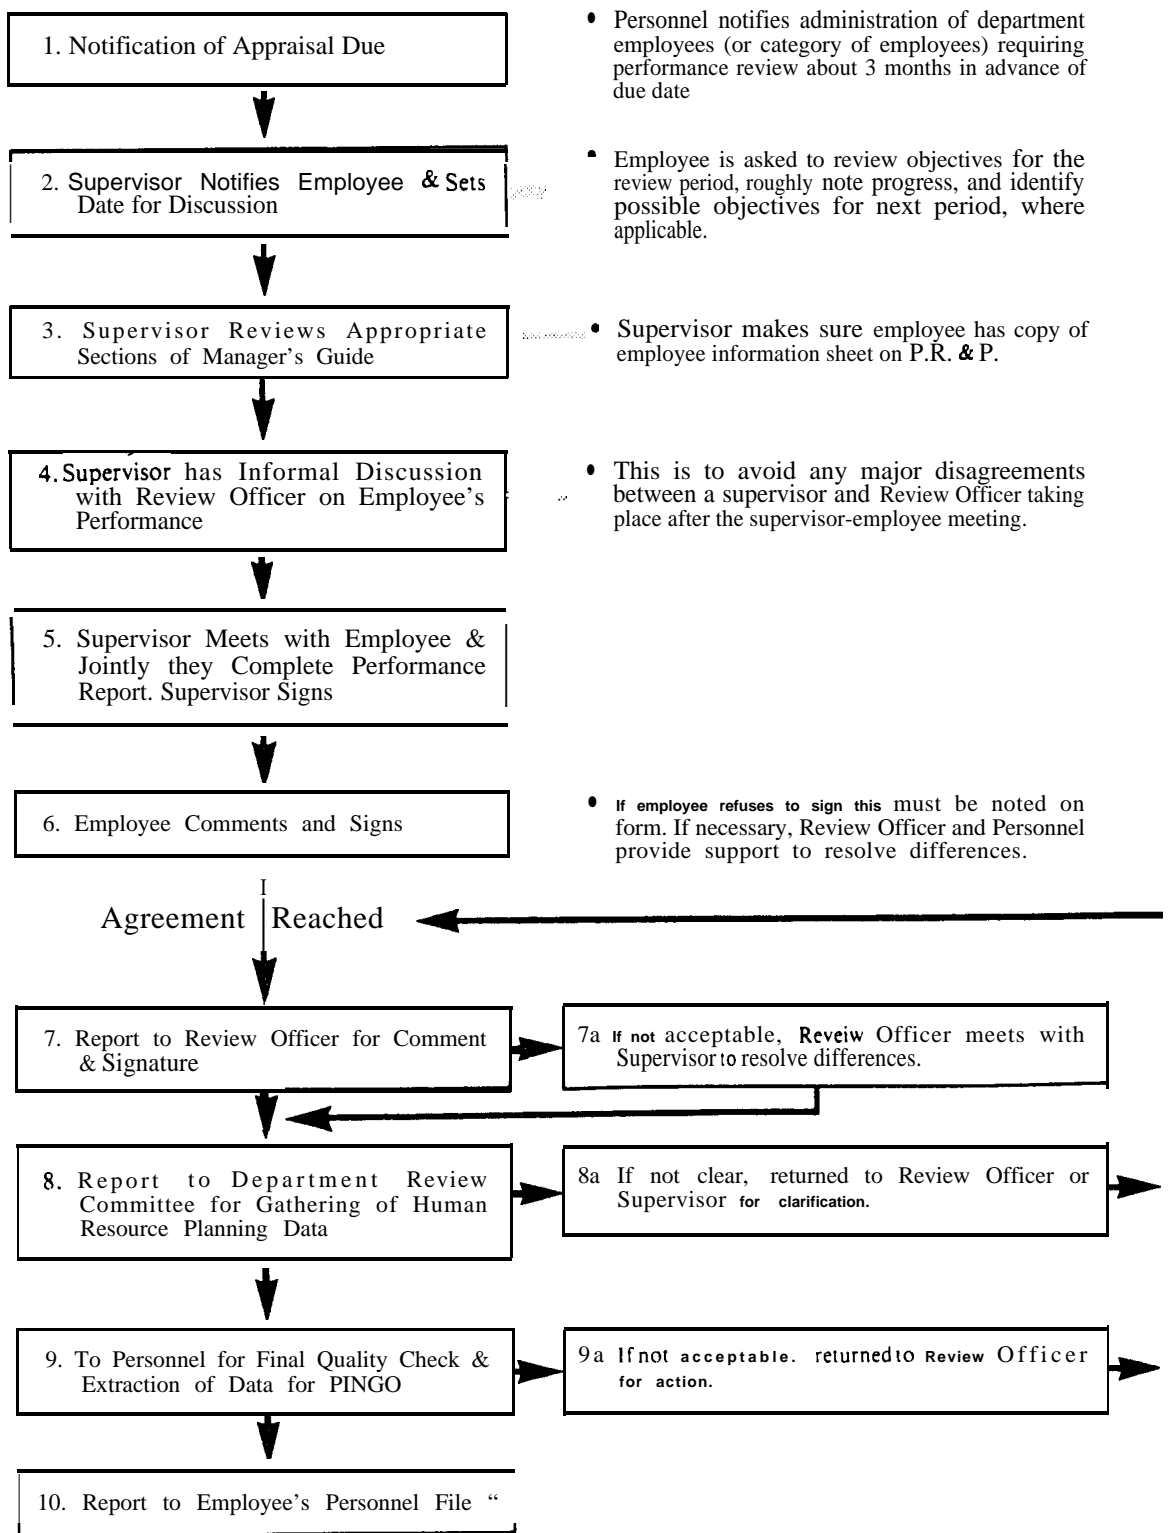 1. Notification of Appraisal Due
• Personnel notifies administration of department
employees (or category of employees) requiring
performance review about 3 months in advance of
due date
2. Supervisor Notifies Employee & Sets
Date for Discussion
• Employee is asked to review objectives for the
review period, roughly note progress, and identify
possible objectives for next period, where
applicable.
3. Supervisor Reviews Appropriate
Sections of Manager's Guide
• Supervisor makes sure employee has copy of
employee information sheet on P.R. & P.
4. Supervisor has Informal Discussion
with Review Officer on Employee's
Performance
• This is to avoid any major disagreements
between a supervisor and Review Officer taking
place after the supervisor-employee meeting.
5. Supervisor Meets with Employee &
Jointly they Complete Performance
Report. Supervisor Signs
6. Employee Comments and Signs
• If employee refuses to sign this must be noted on
form. If necessary, Review Officer and Personnel
provide support to resolve differences.
Agreement Reached
7. Report to Review Officer for Comment
& Signature
7a If not acceptable, Reveiw Officer meets with
Supervisor to resolve differences.
8. Report to Department Review
Committee for Gathering of Human
Resource Planning Data
8a If not clear, returned to Review Officer or
Supervisor for clarification.
9. To Personnel for Final Quality Check &
Extraction of Data for PINGO
9a If not acceptable. returned to Review Officer
for action.
10. Report to Employee's Personnel File “